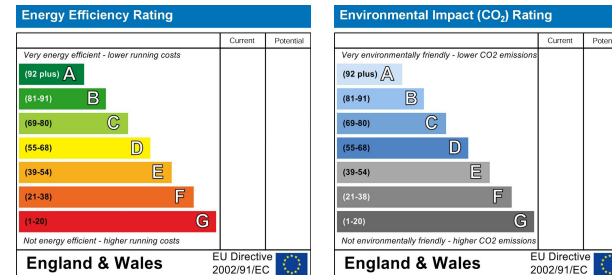 Energy Efficiency Rating
Current Potential
Very energy efficient - lower running costs
(92 plus) A
(81-91) B
(69-80) C
(55-68) D
(39-54) E
(21-38) F
(1-20) G
Not energy efficient - higher running costs
England & Wales
EU Directive
2002/91/EC
Environmental Impact (CO₂) Rating
Current Poten
Very environmentally friendly - lower CO2 emissions
(92 plus) A
(81-91) B
(69-80) C
(55-68) D
(39-54) E
(21-38) F
(1-20) G
Not environmentally friendly - higher CO2 emissions
England & Wales
EU Directive
2002/91/EC